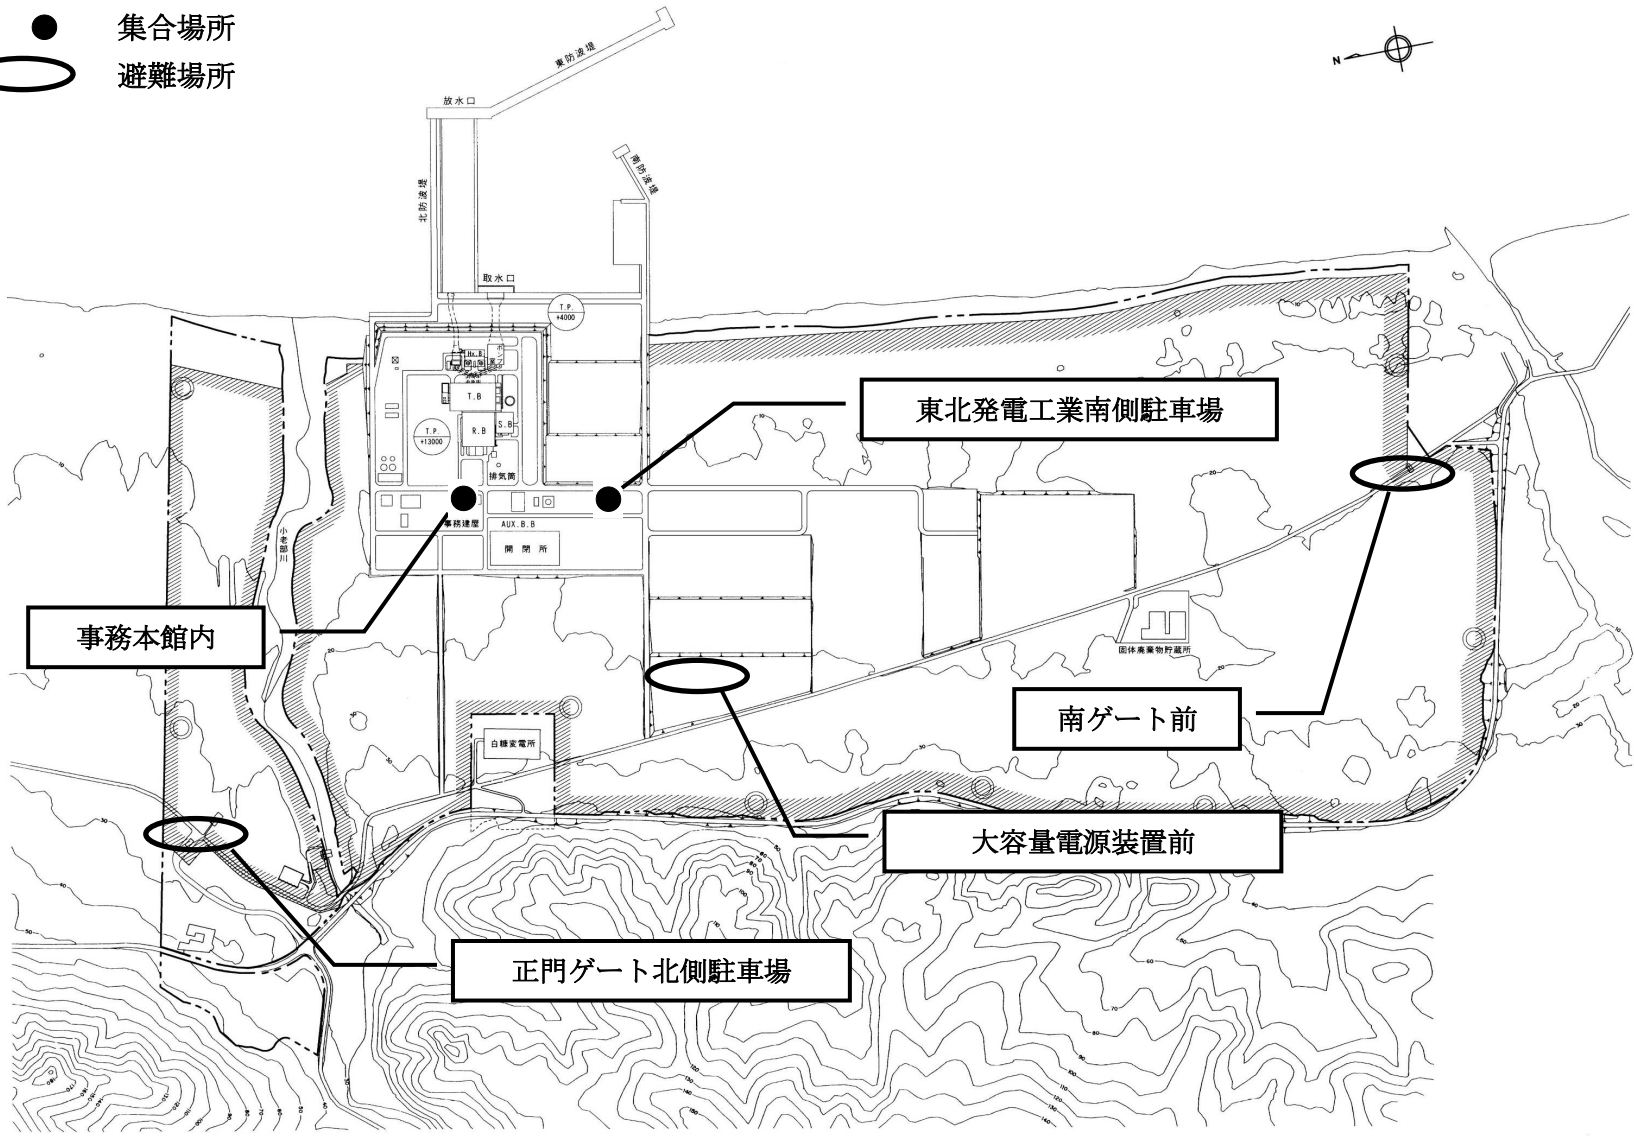 集合場所
避難場所
東防波堤
放水口
N
南防波堤
北防波堤
取水口
T.P.
+4000
Hx.B
T.B
東北発電工業南側駐車場
T.P.
+13000
R.B
S.B
排気筒
事務建屋
AUX.B.B
開閉所
小老部川
事務本館内
固体廃棄物貯蔵所
南ゲート前
白糠変電所
大容量電源装置前
正門ゲート北側駐車場